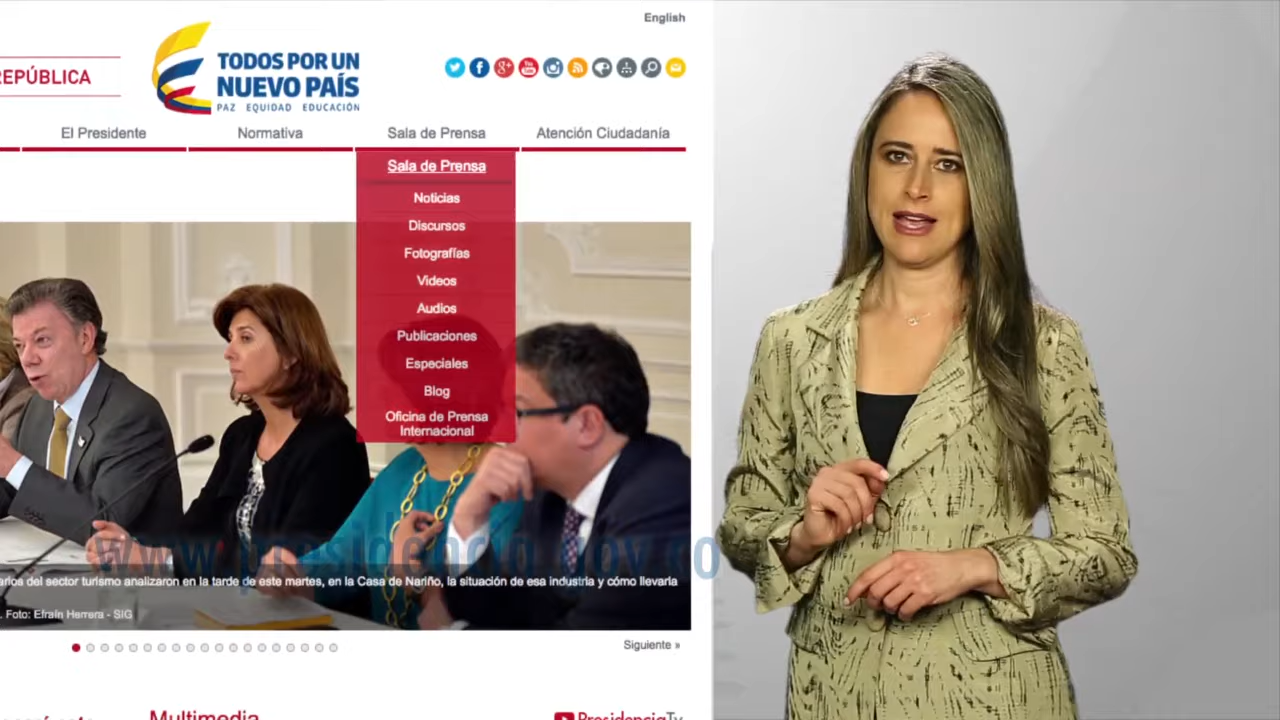 English
REPÚBLICA
TODOS POR UN
NUEVO PAÍS
PAZ EQUIDAD EDUCACIÓN
El Presidente
Normativa
Sala de Prensa
Atención Ciudadanía
Sala de Prensa
Noticias
Discursos
Fotografías
Videos
Audios
Publicaciones
Especiales
Blog
Oficina de Prensa
Internacional
www.presidencia.gov.co
arios del sector turismo analizaron en la tarde de este martes, en la Casa de Nariño, la situación de esa industria y cómo llevarla
. Foto: Efraín Herrera - SIG
Siguiente »
Multimedia
PresidenciaTv